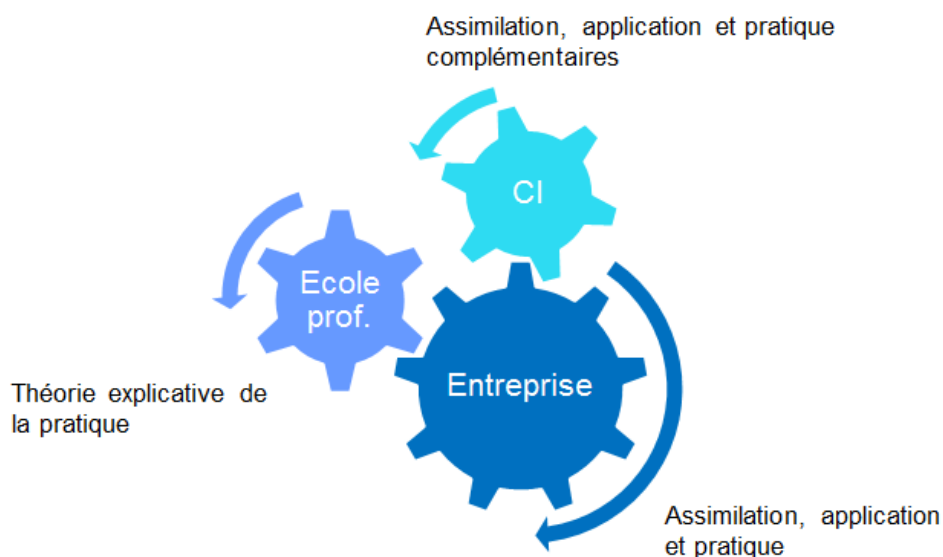 Assimilation, application et pratique
complémentaires
CI
Ecole
prof.
Entreprise
Théorie explicative de
la pratique
Assimilation, application
et pratique